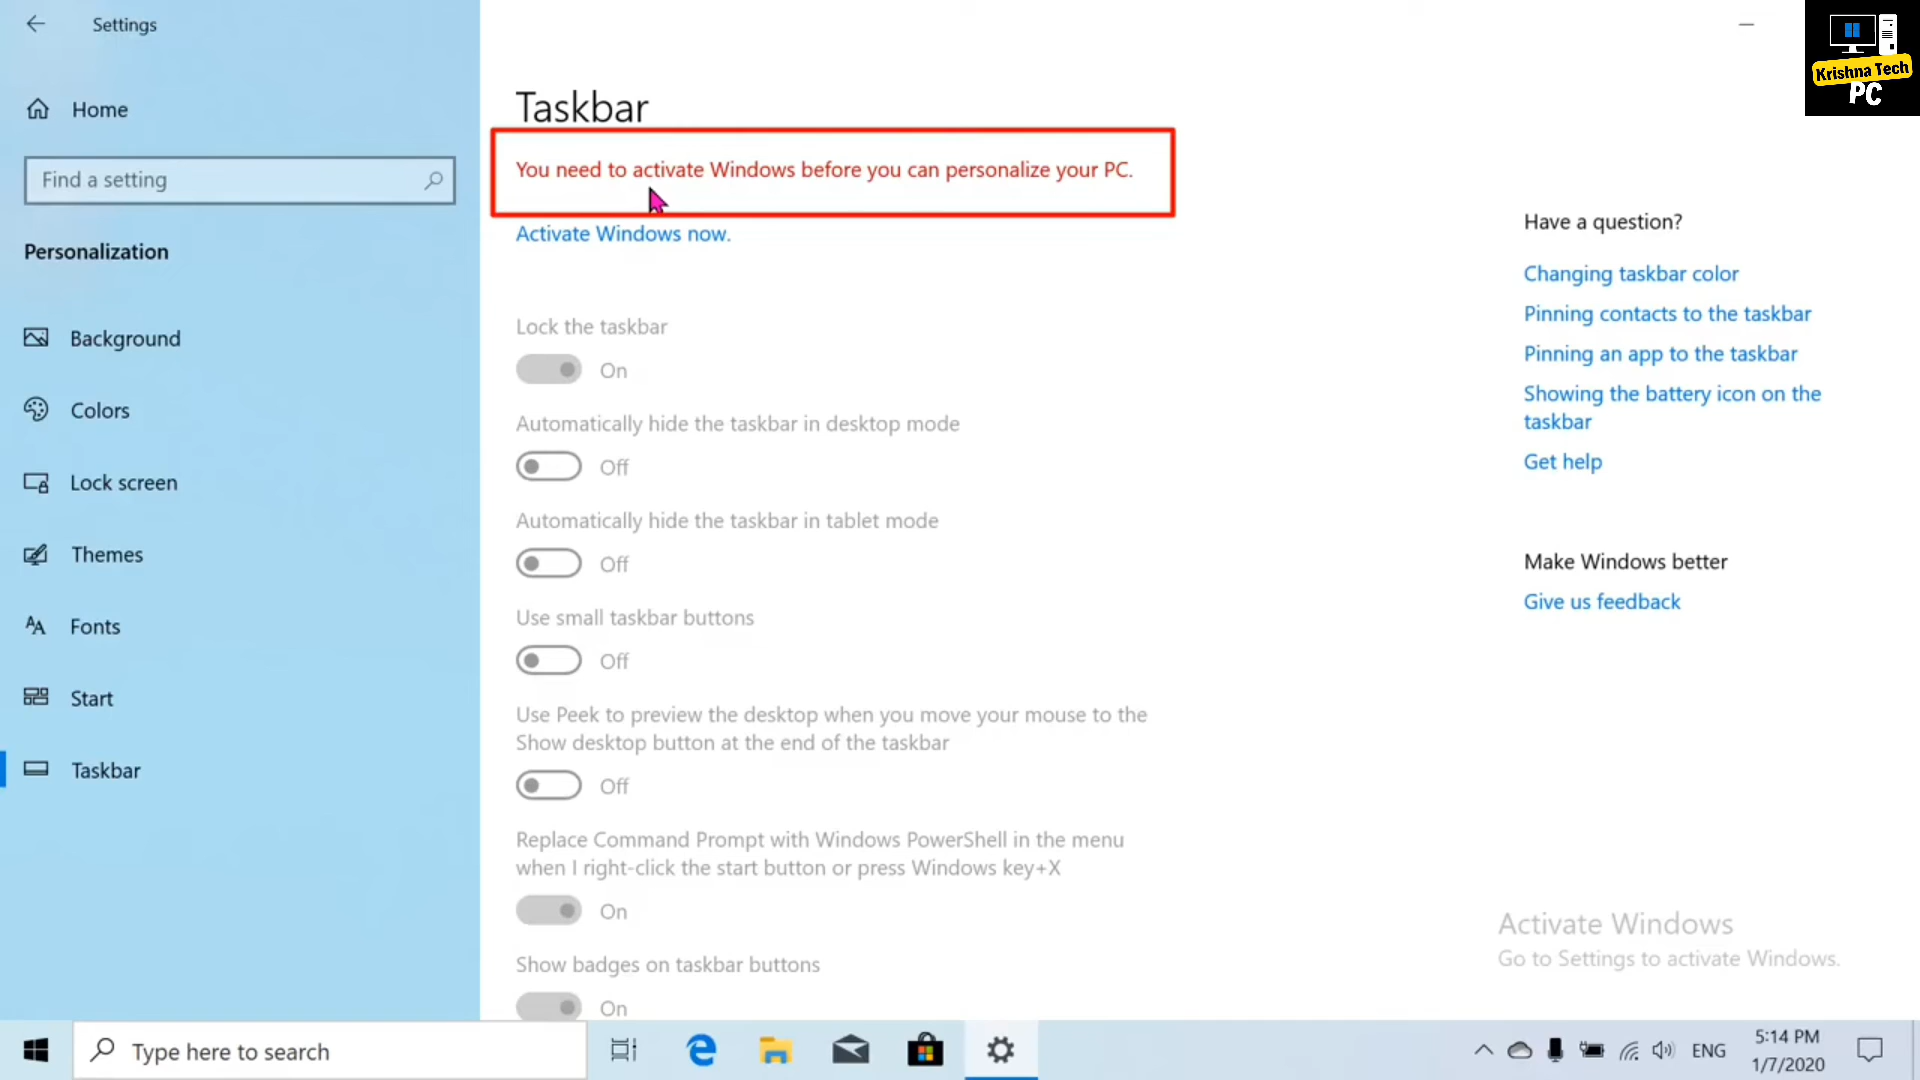 Settings
Krishna Tech
PC
Home
Find a setting
Personalization
Background
Colors
Lock screen
Themes
Fonts
Start
Taskbar
Taskbar
You need to activate Windows before you can personalize your PC.
Activate Windows now.
Lock the taskbar
On
Automatically hide the taskbar in desktop mode
Off
Automatically hide the taskbar in tablet mode
Off
Use small taskbar buttons
Off
Use Peek to preview the desktop when you move your mouse to the
Show desktop button at the end of the taskbar
Off
Replace Command Prompt with Windows PowerShell in the menu
when I right-click the start button or press Windows key+X
On
Show badges on taskbar buttons
On
Have a question?
Changing taskbar color
Pinning contacts to the taskbar
Pinning an app to the taskbar
Showing the battery icon on the
taskbar
Get help
Make Windows better
Give us feedback
Activate Windows
Go to Settings to activate Windows.
Type here to search
ENG
5:14 PM
1/7/2020